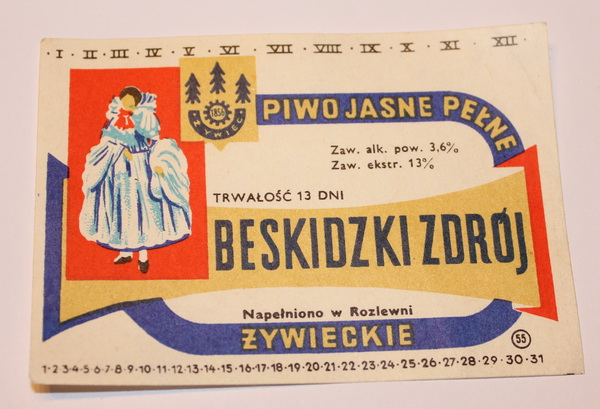 · I · II · III · IV · V · VI · VII · VIII · IX · X · XI · XII ·
1856
ŻYWIEC
PIWO JASNE PEŁNE
Zaw. alk. pow. 3,6%
Zaw. ekstr. 13%
TRWAŁOŚĆ 13 DNI
BESKIDZKI ZDRÓJ
Napełniono w Rozlewni
ŻYWIECKIE
55
1·2·3·4·5·6·7·8·9·10·11·12·13·14·15·16·17·18·19·20·21·22·23·24·25·26·27·28·29·30·31